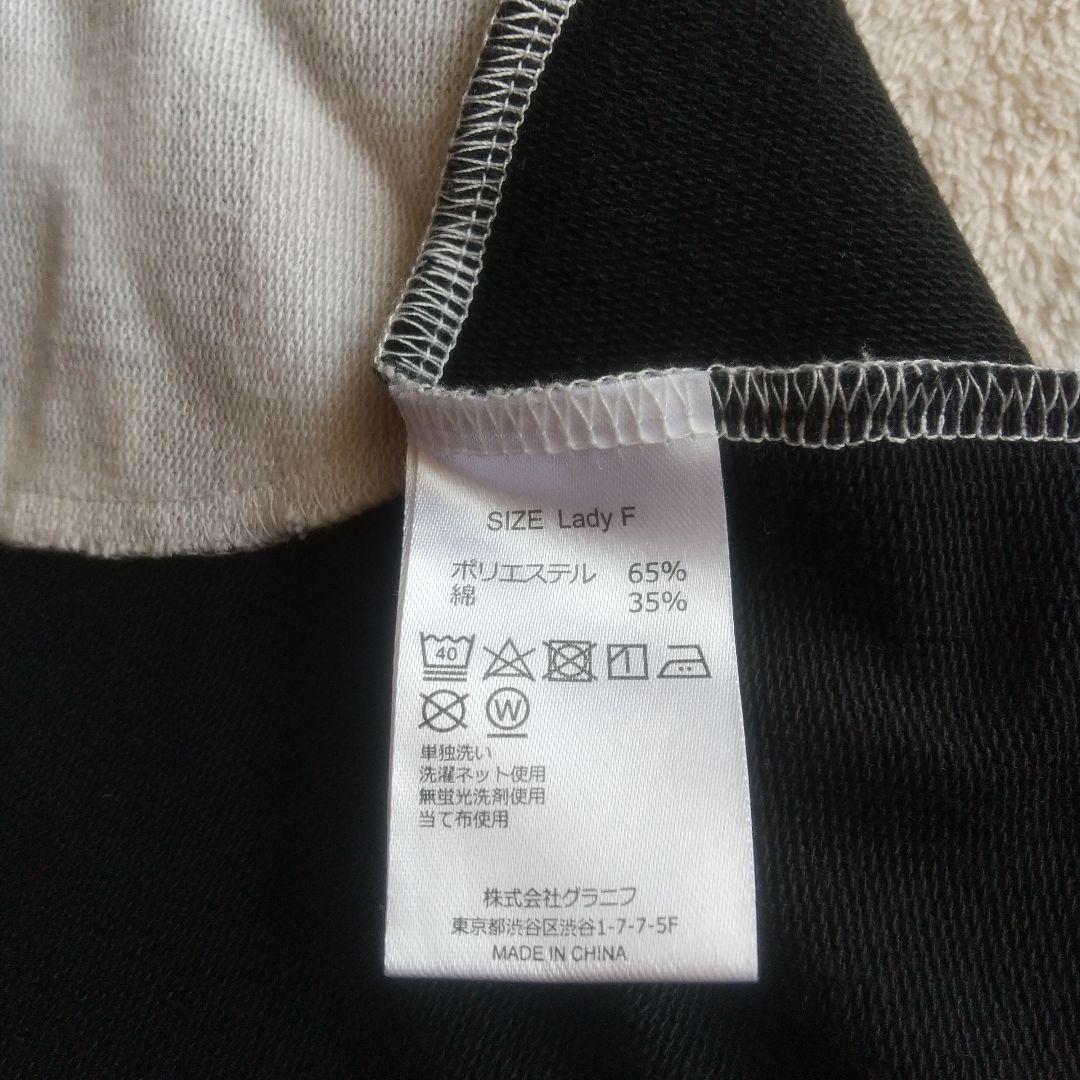 SIZE Lady F
ポリエステル 65%
綿 35%
40
W
単独洗い
洗濯ネット使用
無蛍光洗剤使用
当て布使用
株式会社グラニフ
東京都渋谷区渋谷1-7-7-5F
MADE IN CHINA